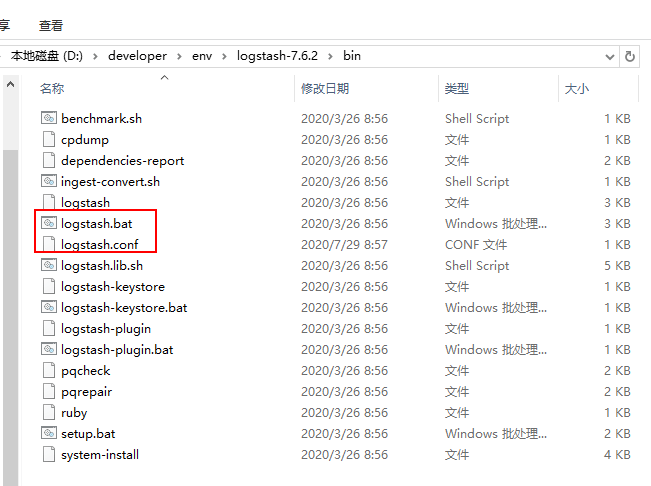 享 查看
本地磁盘 (D:) > developer > env > logstash-7.6.2 > bin
名称 修改日期 类型 大小
benchmark.sh 2020/3/26 8:56 Shell Script 1 KB
cpdump 2020/3/26 8:56 文件 1 KB
dependencies-report 2020/3/26 8:56 文件 2 KB
ingest-convert.sh 2020/3/26 8:56 Shell Script 1 KB
logstash 2020/3/26 8:56 文件 3 KB
logstash.bat 2020/3/26 8:56 Windows 批处理... 3 KB
logstash.conf 2020/7/29 8:57 CONF 文件 1 KB
logstash.lib.sh 2020/3/26 8:56 Shell Script 5 KB
logstash-keystore 2020/3/26 8:56 文件 1 KB
logstash-keystore.bat 2020/3/26 8:56 Windows 批处理... 1 KB
logstash-plugin 2020/3/26 8:56 文件 1 KB
logstash-plugin.bat 2020/3/26 8:56 Windows 批处理... 1 KB
pqcheck 2020/3/26 8:56 文件 2 KB
pqrepair 2020/3/26 8:56 文件 2 KB
ruby 2020/3/26 8:56 文件 1 KB
setup.bat 2020/3/26 8:56 Windows 批处理... 2 KB
system-install 2020/3/26 8:56 文件 4 KB